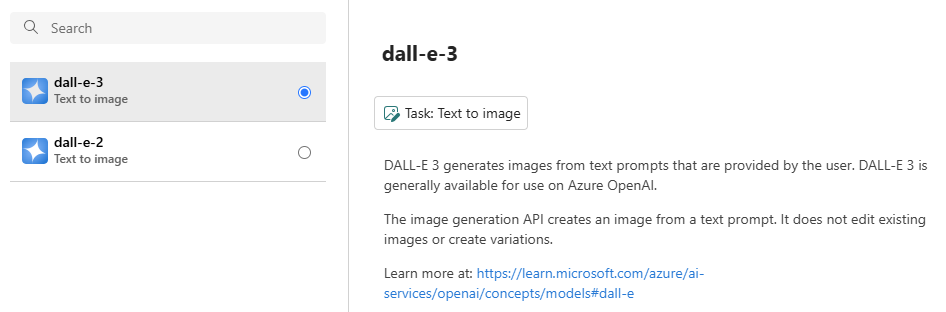 Search
dall-e-3
Text to image
dall-e-2
Text to image
dall-e-3
Task: Text to image
DALL-E 3 generates images from text prompts that are provided by the user. DALL-E 3 is
generally available for use on Azure OpenAI.
The image generation API creates an image from a text prompt. It does not edit existing
images or create variations.
Learn more at: https://learn.microsoft.com/azure/ai-
services/openai/concepts/models#dall-e